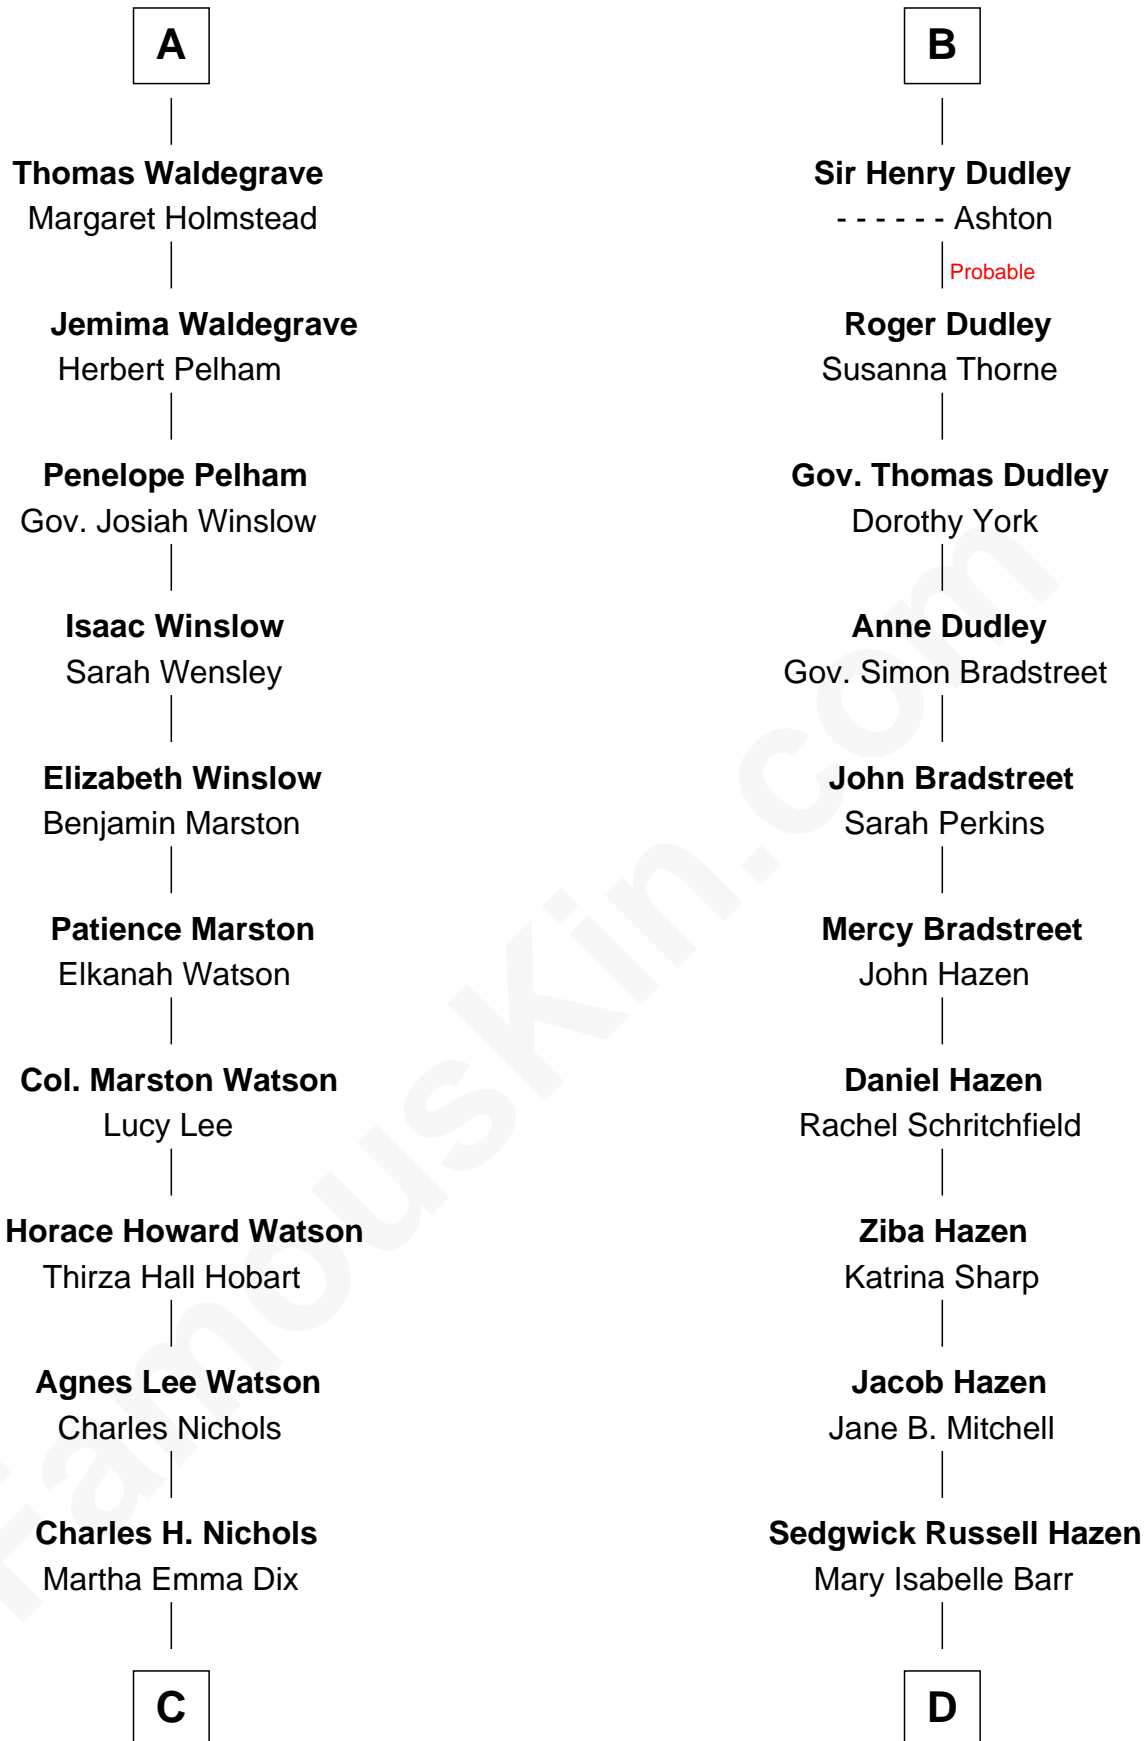 A
Thomas Waldegrave
Margaret Holmstead
Jemima Waldegrave
Herbert Pelham
Penelope Pelham
Gov. Josiah Winslow
Isaac Winslow
Sarah Wensley
Elizabeth Winslow
Benjamin Marston
Patience Marston
Elkanah Watson
Col. Marston Watson
Lucy Lee
Horace Howard Watson
Thirza Hall Hobart
Agnes Lee Watson
Charles Nichols
Charles H. Nichols
Martha Emma Dix
C
B
Sir Henry Dudley
- - - - - - Ashton
Probable
Roger Dudley
Susanna Thorne
Gov. Thomas Dudley
Dorothy York
Anne Dudley
Gov. Simon Bradstreet
John Bradstreet
Sarah Perkins
Mercy Bradstreet
John Hazen
Daniel Hazen
Rachel Schritchfield
Ziba Hazen
Katrina Sharp
Jacob Hazen
Jane B. Mitchell
Sedgwick Russell Hazen
Mary Isabelle Barr
D
FamousKin.com